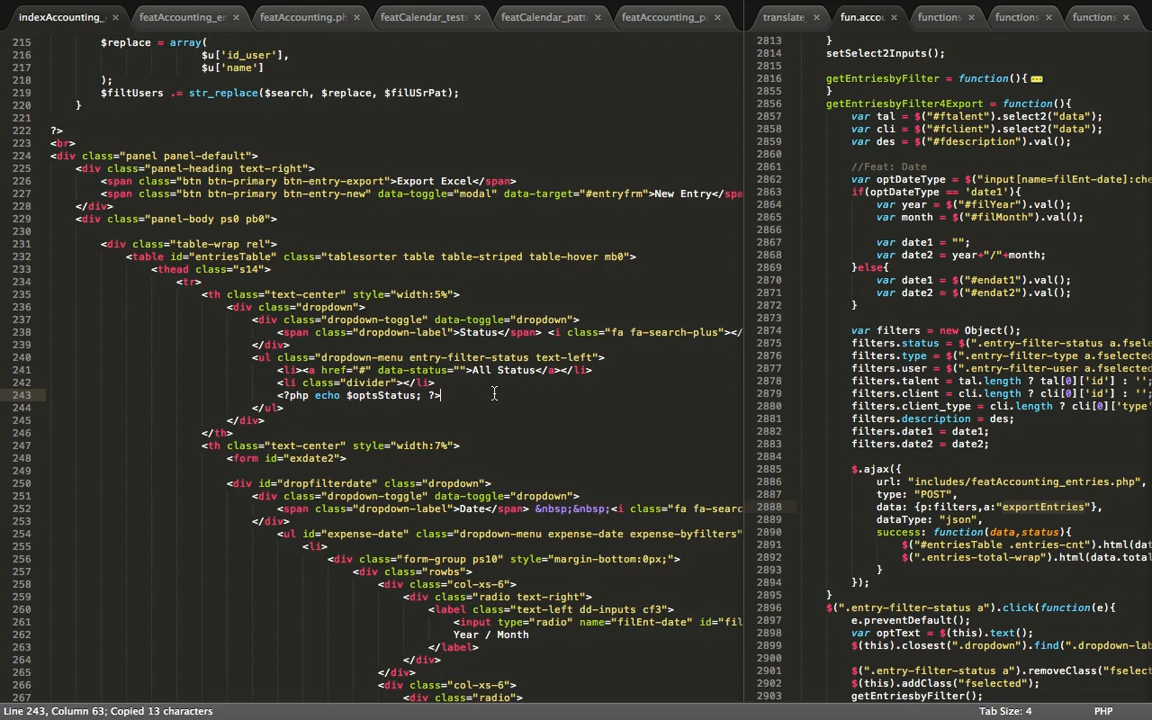 indexAccounting_
featAccounting_en
featAccounting.ph
featCalendar_tests
featCalendar_patt
featAccounting_p
translate_
fun.acco
functions
functions
functions
215 $replace = array(
216 $u['id_user'],
217 $u['name']
218 );
219 $filtUsers .= str_replace($search, $replace, $filUSrPat);
220 }
221
222 ?>
223 <br>
224 <div class="panel panel-default">
225 <div class="panel-heading text-right">
226 <span class="btn btn-primary btn-entry-export">Export Excel</span>
227 <span class="btn btn-primary btn-entry-new" data-toggle="modal" data-target="#entryfrm">New Entry</spa
228 </div>
229 <div class="panel-body ps0 pb0">
230
231 <div class="table-wrap rel">
232 <table id="entriesTable" class="tablesorter table table-striped table-hover mb0">
233 <thead class="s14">
234 <tr>
235 <th class="text-center" style="width:5%">
236 <div class="dropdown">
237 <div class="dropdown-toggle" data-toggle="dropdown">
238 <span class="dropdown-label">Status</span> <i class="fa fa-search-plus"></
239 </div>
240 <ul class="dropdown-menu entry-filter-status text-left">
241 <li><a href="#" data-status="">All Status</a></li>
242 <li class="divider"></li>
243 <?php echo $optsStatus; ?>
244 </ul>
245 </div>
246 </th>
247 <th class="text-center" style="width:7%">
248 <form id="exdate2">
249
250 <div id="dropfilterdate" class="dropdown">
251 <div class="dropdown-toggle" data-toggle="dropdown">
252 <span class="dropdown-label">Date</span> &nbsp;&nbsp;<i class="fa fa-searc
253 </div>
254 <ul id="expense-date" class="dropdown-menu expense-date expense-byfilters"
255 <li>
256 <div class="form-group ps10" style="margin-bottom:0px;">
257 <div class="rowbs">
258 <div class="col-xs-6">
259 <div class="radio text-right">
260 <label class="text-left dd-inputs cf3">
261 <input type="radio" name="filEnt-date" id="fil
262 Year / Month
263 </label>
264 </div>
265 </div>
266 <div class="col-xs-6">
267 <div class="radio">
2813 }
2814 setSelect2Inputs();
2815
2816 getEntriesbyFilter = function(){
2855 }
2856 getEntriesbyFilter4Export = function(){
2857 var tal = $("#ftalent").select2("data");
2858 var cli = $("#fclient").select2("data");
2859 var des = $("#fdescription").val();
2860
2861 //Feat: Date
2862 var optDateType = $("input[name=filEnt-date]:che
2863 if(optDateType == 'date1'){
2864 var year = $("#filYear").val();
2865 var month = $("#filMonth").val();
2866
2867 var date1 = "";
2868 var date2 = year+"/"+month;
2869 }else{
2870 var date1 = $("#endat1").val();
2871 var date2 = $("#endat2").val();
2872 }
2873
2874 var filters = new Object();
2875 filters.status = $(".entry-filter-status a.fsele
2876 filters.type = $(".entry-filter-type a.fselected
2877 filters.user = $(".entry-filter-user a.fselected
2878 filters.talent = tal.length ? tal[0]['id'] : '';
2879 filters.client = cli.length ? cli[0]['id'] : '';
2880 filters.client_type = cli.length ? cli[0]['type'
2881 filters.description = des;
2882 filters.date1 = date1;
2883 filters.date2 = date2;
2884
2885 $.ajax({
2886 url: "includes/featAccounting_entries.php",
2887 type: "POST",
2888 data: {p:filters,a:"exportEntries"},
2889 dataType: "json",
2890 success: function(data,status){
2891 $("#entriesTable .entries-cnt").html(dat
2892 $(".entries-total-wrap").html(data.total
2893 }
2894 });
2895 }
2896 $(".entry-filter-status a").click(function(e){
2897 e.preventDefault();
2898 var optText = $(this).text();
2899 $(this).closest(".dropdown").find(".dropdown-lab
2900
2901 $(".entry-filter-status a").removeClass("fselect
2902 $(this).addClass("fselected");
2903 getEntriesbyFilter();
Line 243, Column 63; Copied 13 characters
Tab Size: 4
PHP